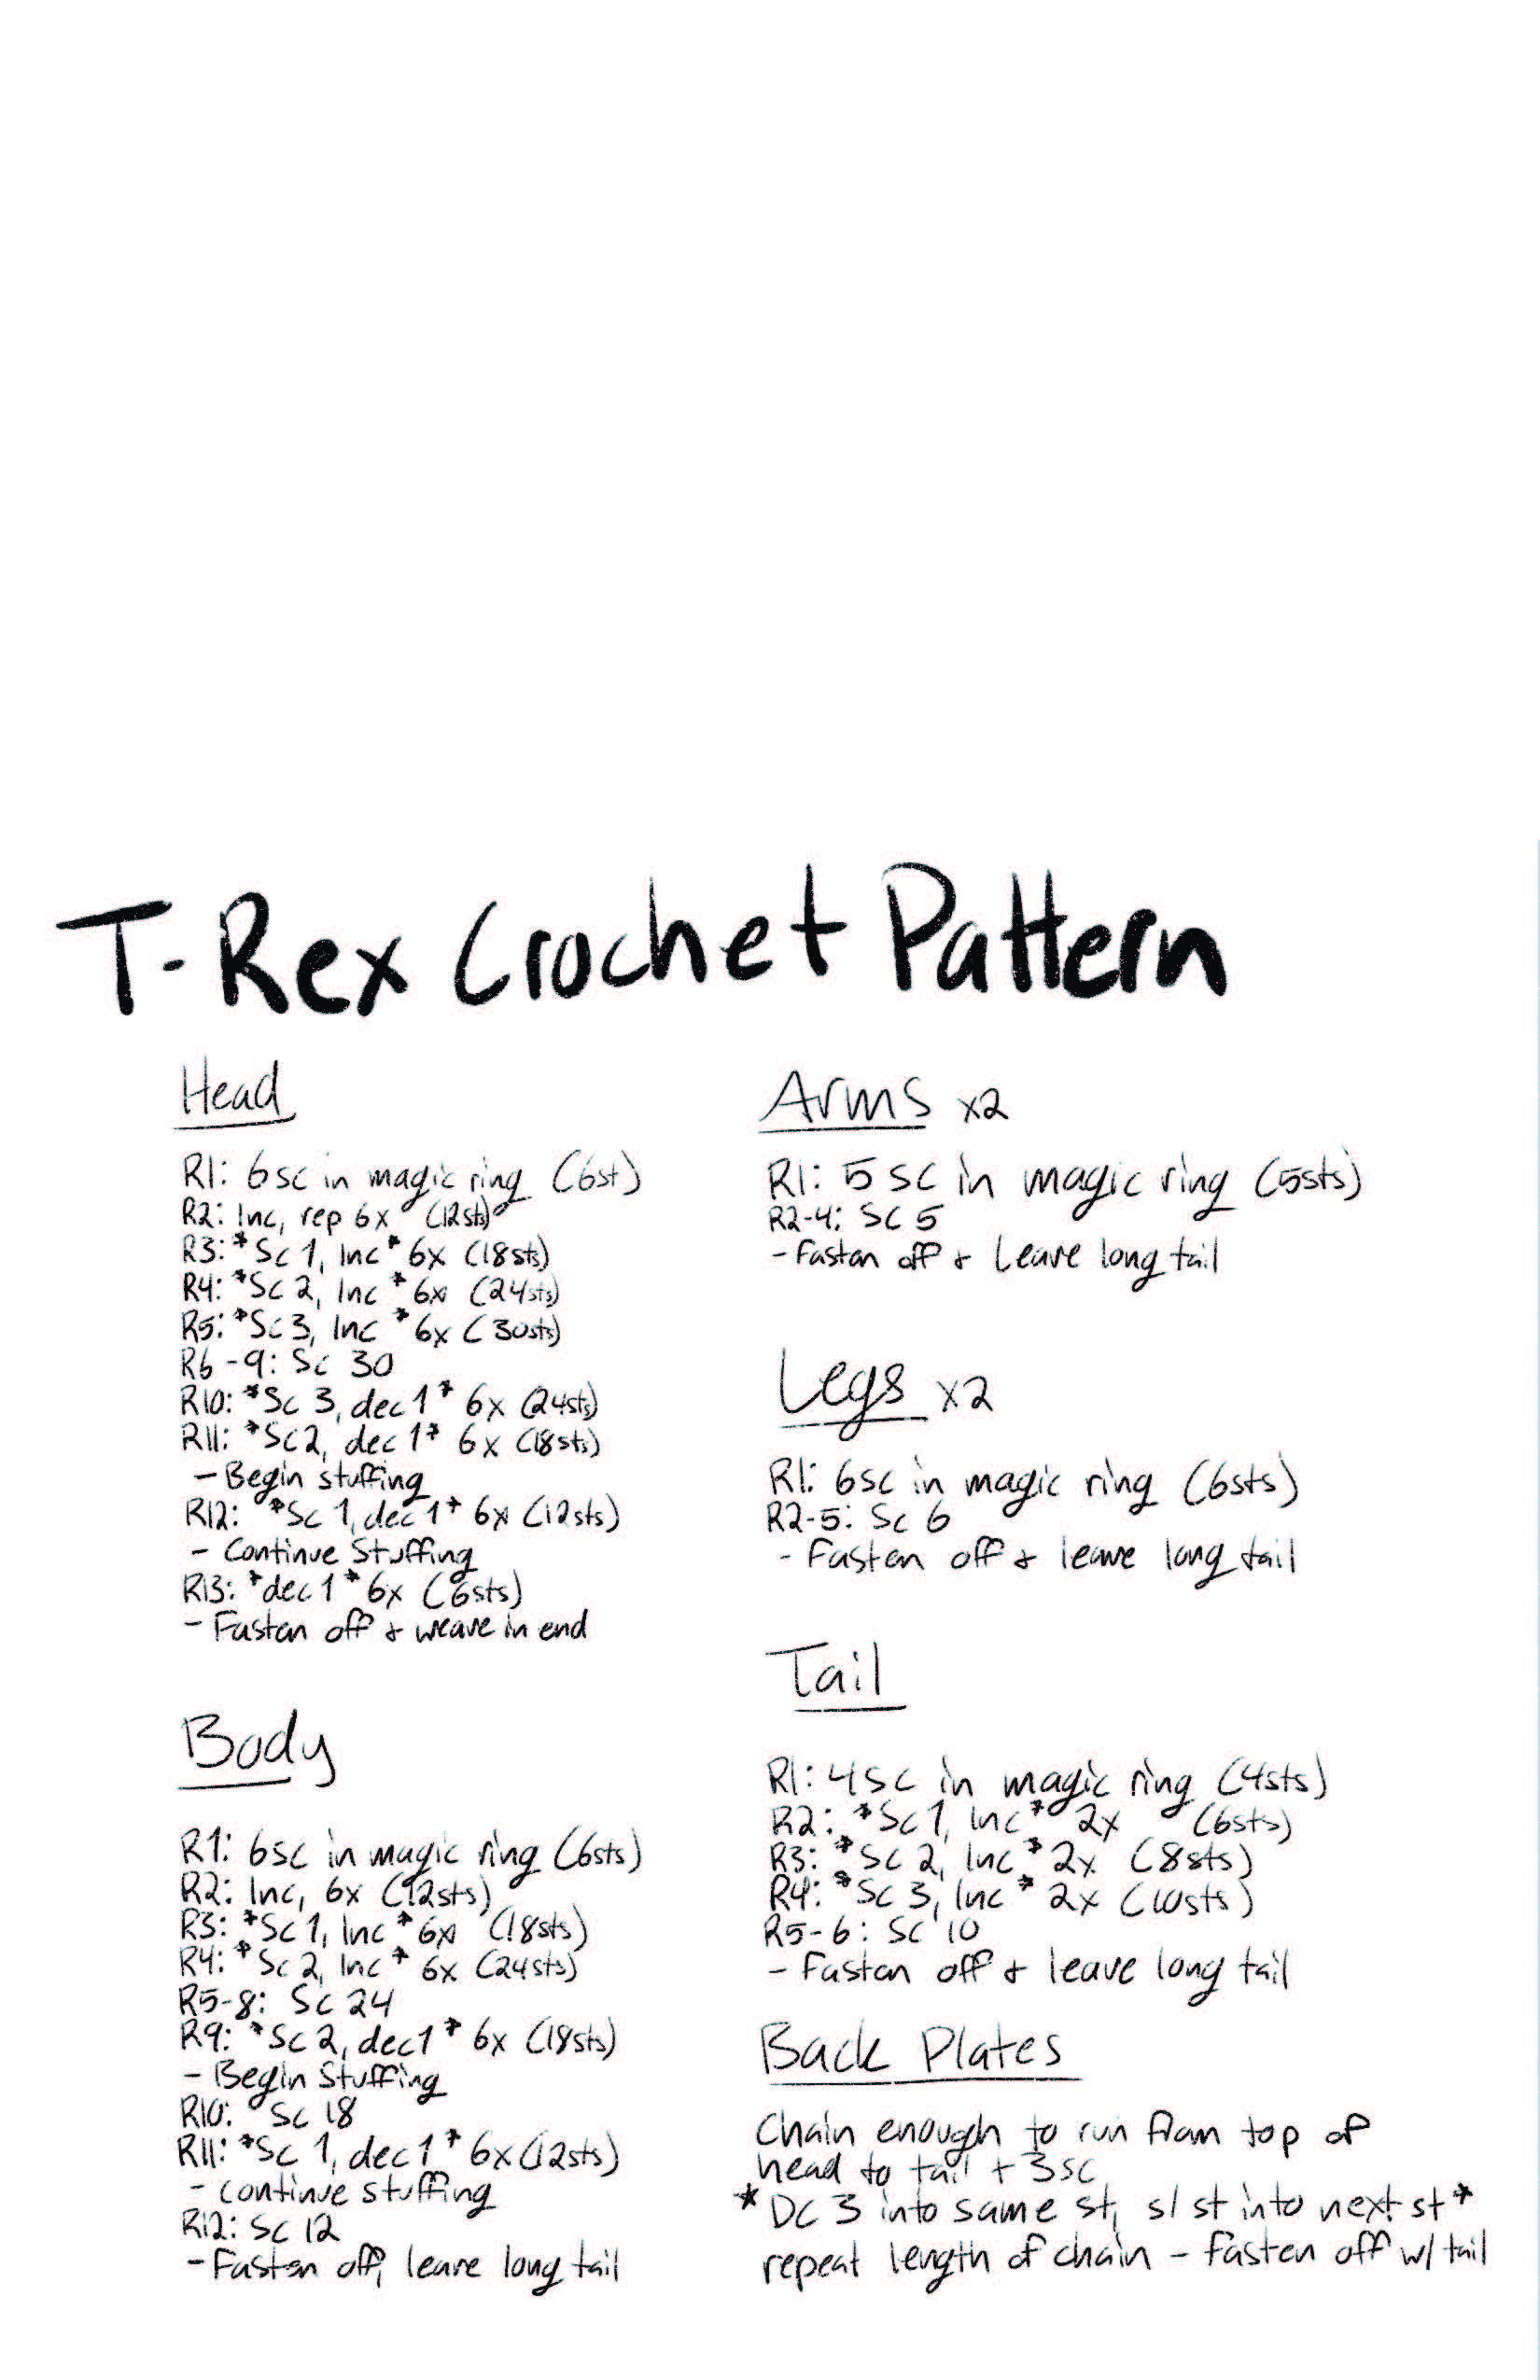 T-Rex Crochet Pattern
Head
R1: 6sc in magic ring (6st)
R2: Inc, rep 6x (12sts)
R3: *Sc 1, Inc* 6x (18sts)
R4: *Sc 2, Inc* 6x (24sts)
R5: *Sc 3, Inc* 6x (30sts)
R6-9: Sc 30
R10: *Sc 3, dec 1* 6x (24sts)
R11: *Sc 2, dec 1* 6x (18sts)
- Begin stuffing
R12: *Sc 1, dec 1* 6x (12sts)
- Continue Stuffing
R13: *dec 1* 6x (6sts)
- Fasten off & weave in end
Body
R1: 6sc in magic ring (6sts)
R2: Inc, 6x (12sts)
R3: *Sc 1, Inc* 6x (18sts)
R4: *Sc 2, Inc* 6x (24sts)
R5-8: Sc 24
R9: *Sc 2, dec 1* 6x (18sts)
- Begin Stuffing
R10: Sc 18
R11: *Sc 1, dec 1* 6x (12sts)
- continue stuffing
R12: Sc 12
- Fasten off, leave long tail
Arms x2
R1: 5 sc in magic ring (5sts)
R2-4: SC 5
- Fasten off & Leave long tail
Legs x2
R1: 6sc in magic ring (6sts)
R2-5: Sc 6
- Fasten off & leave long tail
Tail
R1: 4sc in magic ring (4sts)
R2: *Sc 1, Inc* 2x (6sts)
R3: *Sc 2, Inc* 2x (8sts)
R4: *Sc 3, Inc* 2x (10sts)
R5-6: SC 10
- Fasten off & leave long tail
Back Plates
Chain enough to run from top of
head to tail + 3sc
*DC 3 into same st, sl st into next st*
repeat length of chain - fasten off w/ tail